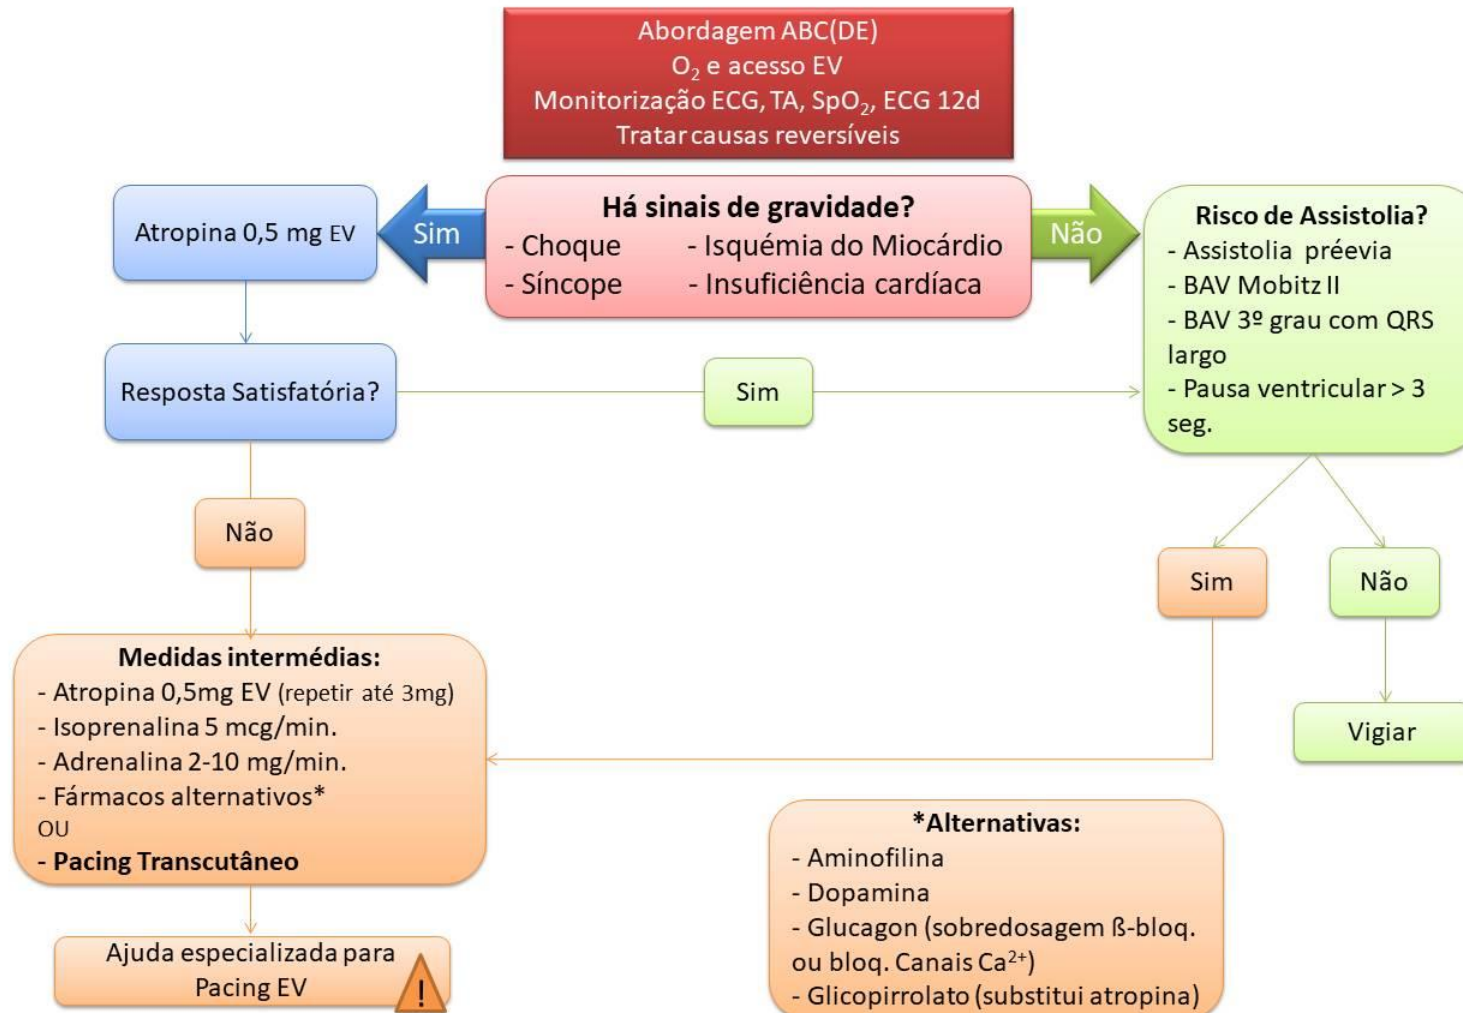 Abordagem ABC(DE)
O₂ e acesso EV
Monitorização ECG, TA, SpO₂, ECG 12d
Tratar causas reversíveis
Há sinais de gravidade?
- Choque - Isquémia do Miocárdio
- Síncope - Insuficiência cardíaca
Sim
Não
Atropina 0,5 mg EV
Risco de Assistolia?
- Assistolia préevia
- BAV Mobitz II
- BAV 3º grau com QRS
largo
- Pausa ventricular > 3
seg.
Resposta Satisfatória?
Sim
Não
Sim
Não
Medidas intermédias:
- Atropina 0,5mg EV (repetir até 3mg)
- Isoprenalina 5 mcg/min.
- Adrenalina 2-10 mg/min.
- Fármacos alternativos*
OU
- Pacing Transcutâneo
Vigiar
*Alternativas:
- Aminofilina
- Dopamina
- Glucagon (sobredosagem ß-bloq.
ou bloq. Canais Ca²⁺)
- Glicopirrolato (substitui atropina)
Ajuda especializada para
Pacing EV
!